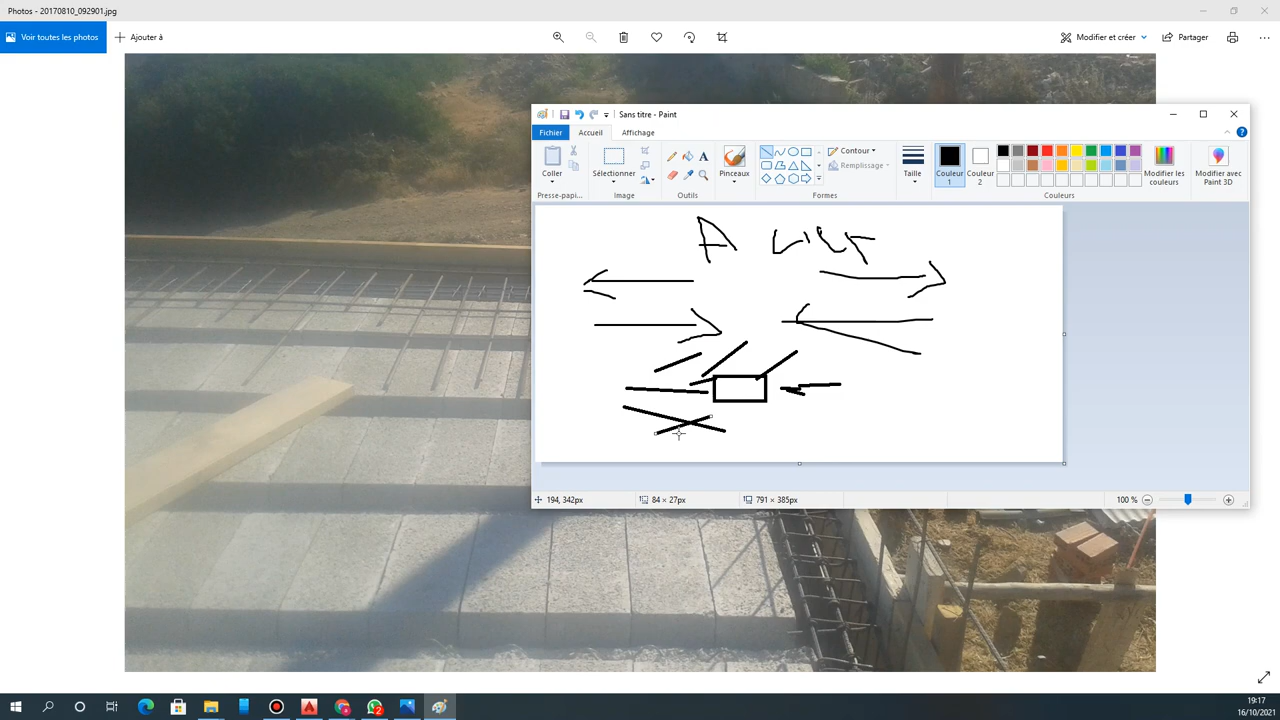 Photos - 20170810_092901.jpg
Voir toutes les photos
Ajouter à
Modifier et créer
Partager
Sans titre - Paint
Fichier
Accueil
Affichage
Coller
Sélectionner
A
Pinceaux
Contour
Remplissage
Taille
Couleur 1
Couleur 2
Modifier les couleurs
Modifier avec Paint 3D
Presse-papi...
Image
Outils
Formes
Couleurs
A
194, 342px
84 × 27px
791 × 385px
100 %
2
19:17
16/10/2021